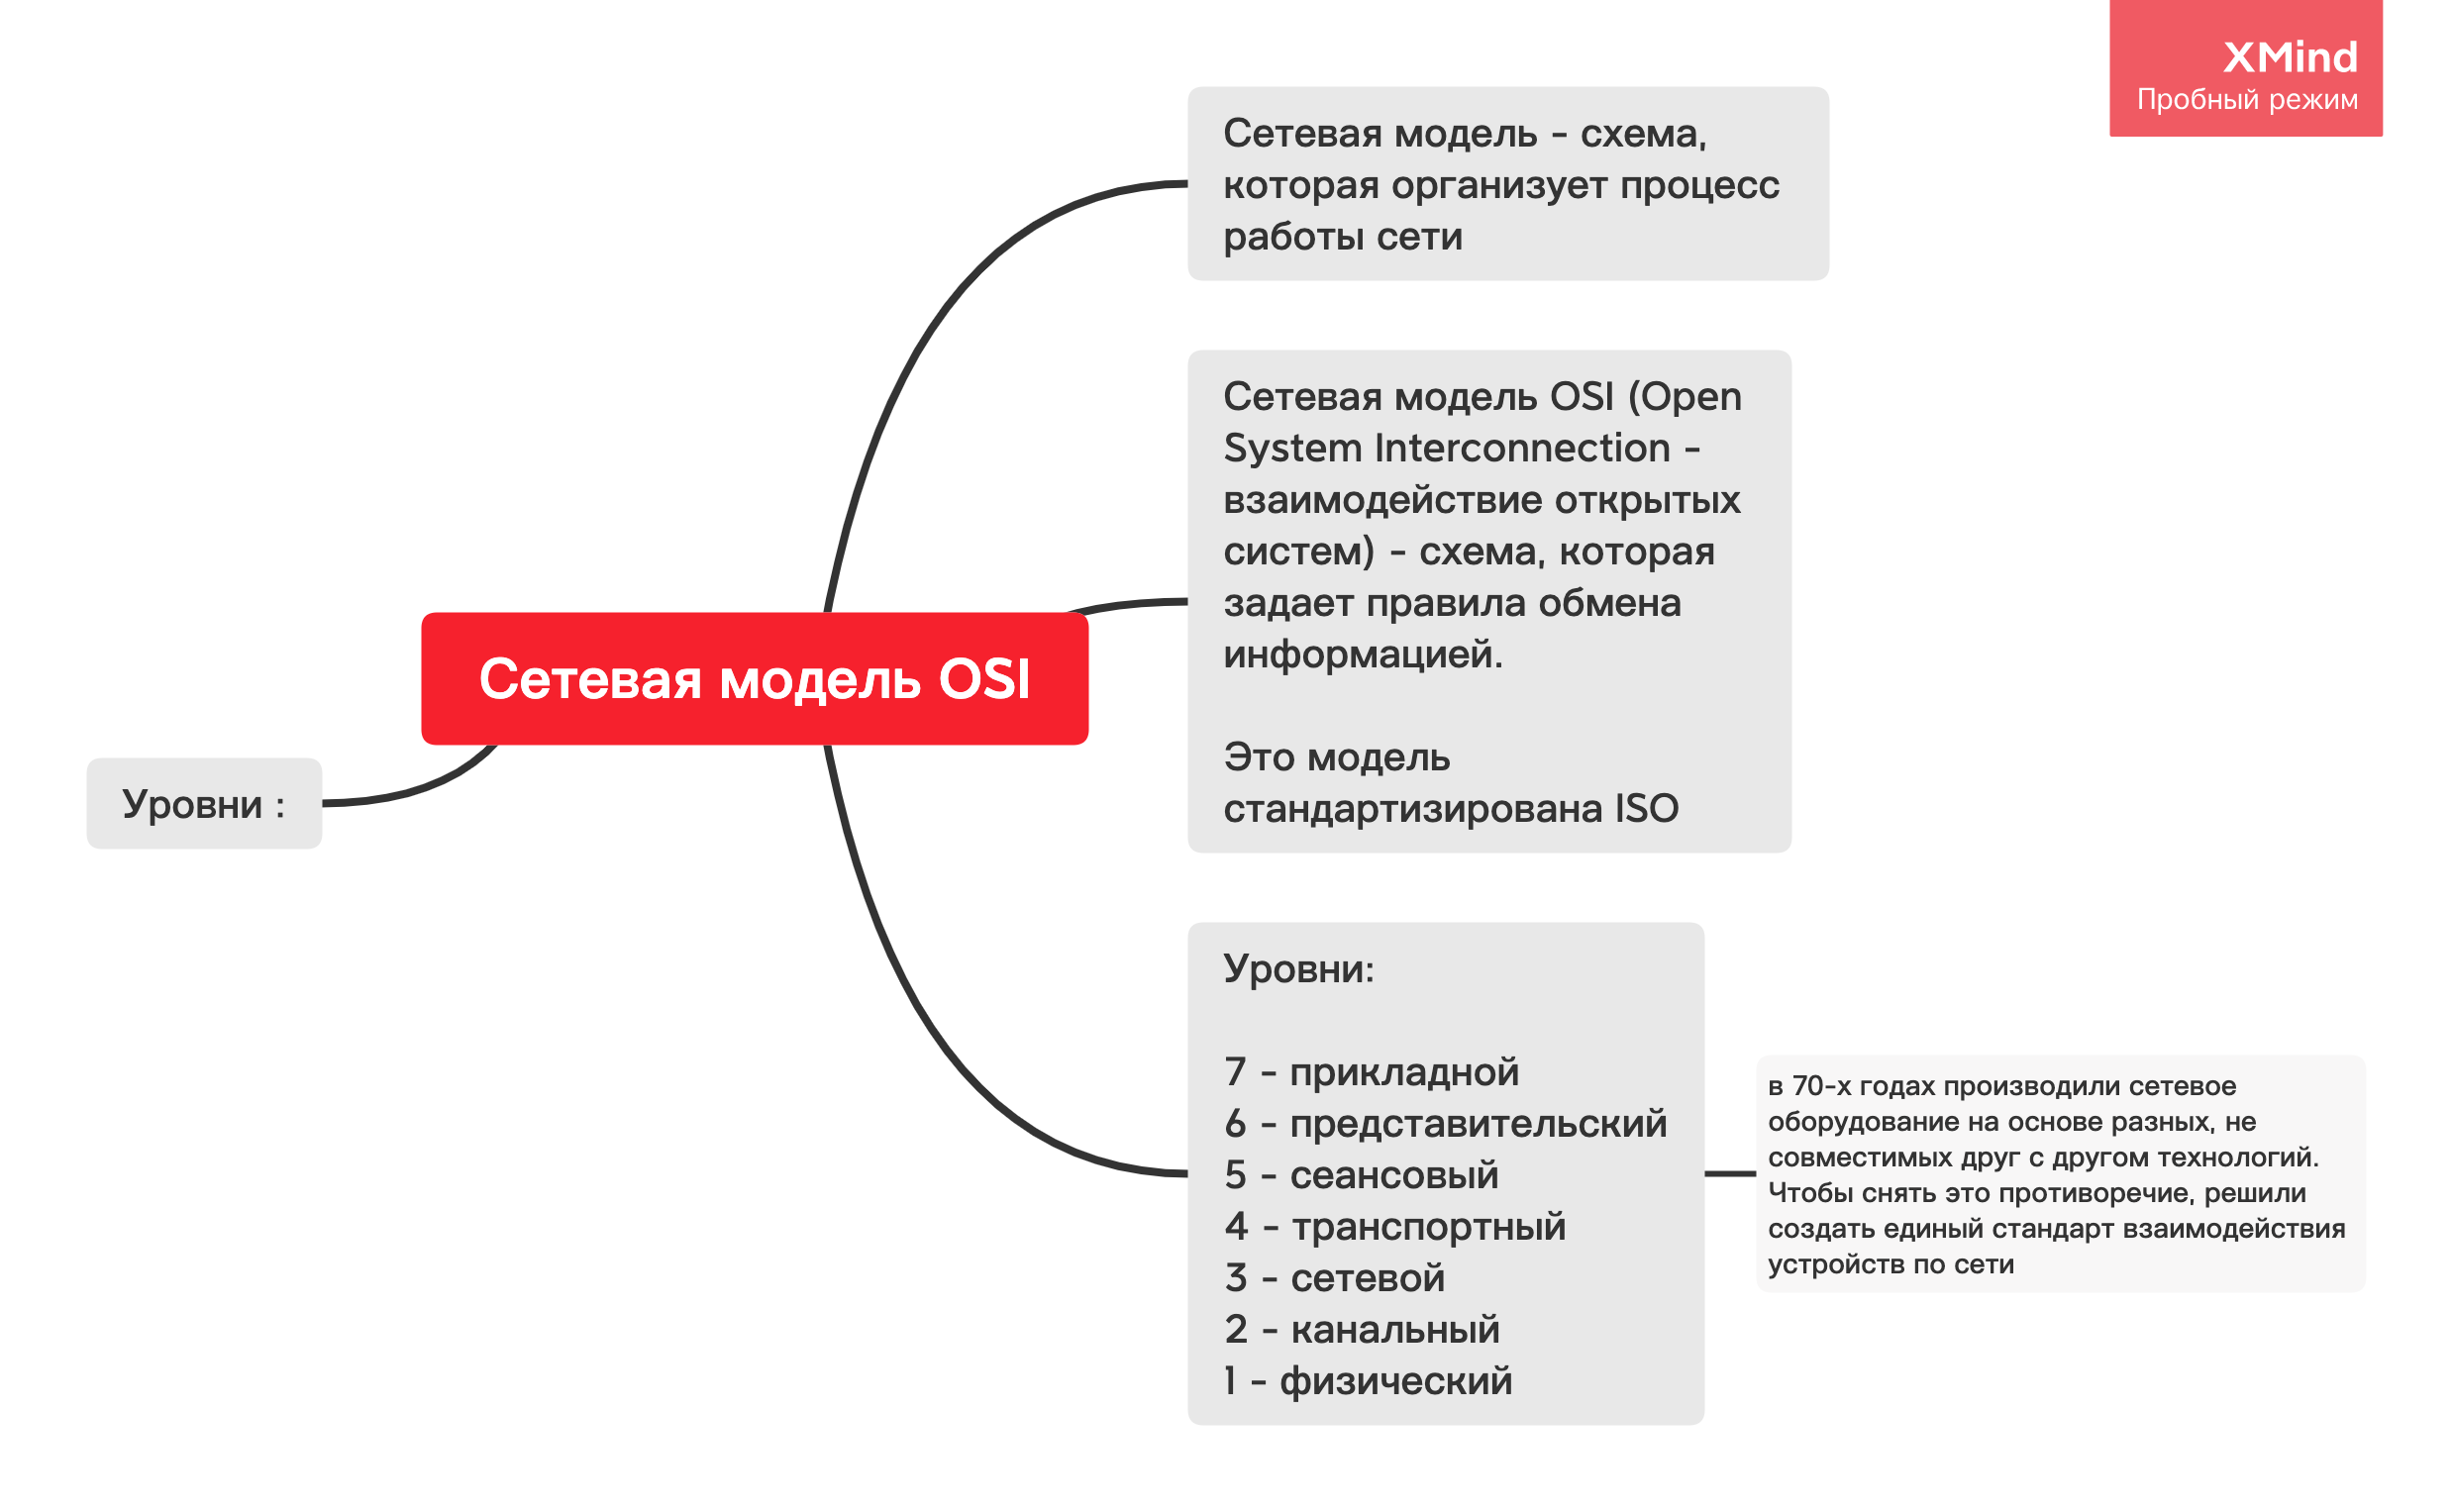 XMind
Пробный режим
Сетевая модель - схема,
которая организует процесс
работы сети
Сетевая модель OSI (Open
System Interconnection -
взаимодействие открытых
систем) - схема, которая
задает правила обмена
информацией.
Это модель
стандартизирована ISO
Сетевая модель OSI
Уровни :
Уровни:
7 - прикладной
6 - представительский
5 - сеансовый
4 - транспортный
3 - сетевой
2 - канальный
1 - физический
в 70-х годах производили сетевое
оборудование на основе разных, не
совместимых друг с другом технологий.
Чтобы снять это противоречие, решили
создать единый стандарт взаимодействия
устройств по сети